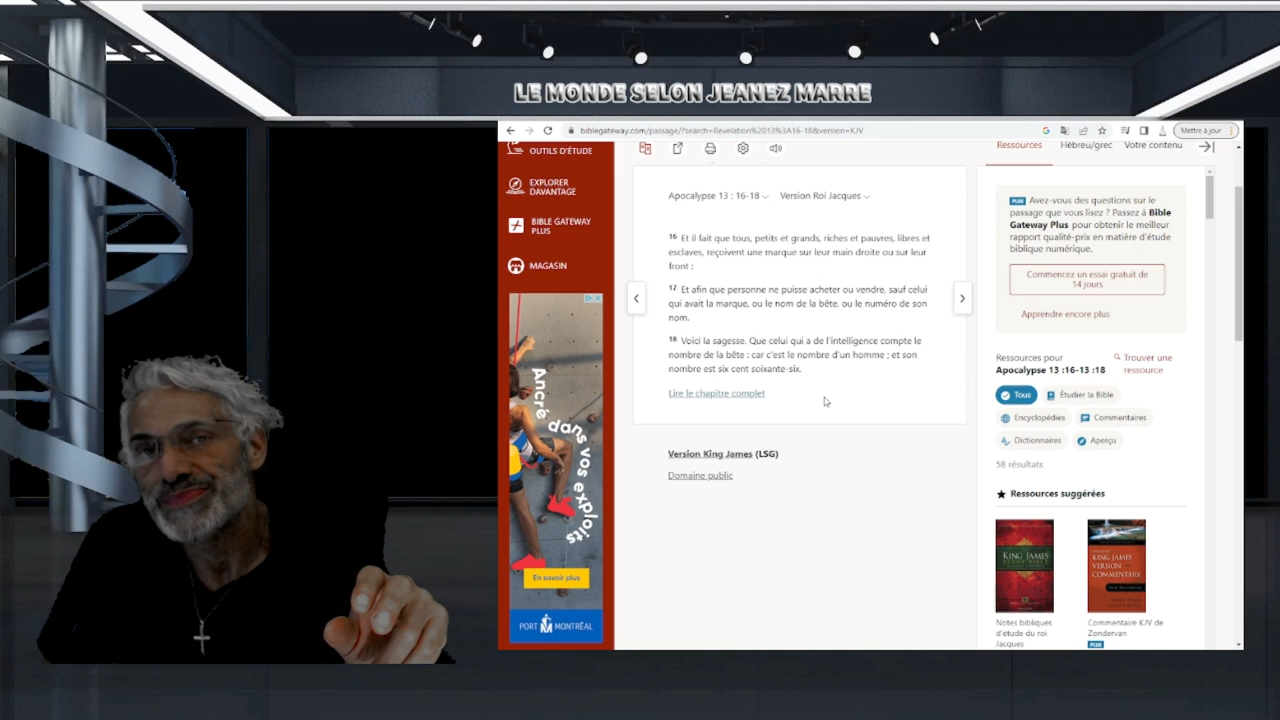 LE MONDE SELON JEANEZ MARRE
biblegateway.com/passage/?search=Revelation%2013%3A16-18&version=KJV
Mettre à jour
OUTILS D'ÉTUDE
EXPLORER
DAVANTAGE
BIBLE GATEWAY
PLUS
MAGASIN
Ancré dans vos exploits
En savoir plus
PORT MONTRÉAL
Apocalypse 13 : 16-18 Version Roi Jacques
16 Et il fait que tous, petits et grands, riches et pauvres, libres et
esclaves, reçoivent une marque sur leur main droite ou sur leur
front :
17 Et afin que personne ne puisse acheter ou vendre, sauf celui
qui avait la marque, ou le nom de la bête, ou le numéro de son
nom.
18 Voici la sagesse. Que celui qui a de l'intelligence compte le
nombre de la bête : car c'est le nombre d'un homme ; et son
nombre est six cent soixante-six.
Lire le chapitre complet
Version King James (LSG)
Domaine public
Ressources Hébreu/grec Votre contenu
PLUS Avez-vous des questions sur le
passage que vous lisez ? Passez à Bible
Gateway Plus pour obtenir le meilleur
rapport qualité-prix en matière d'étude
biblique numérique.
Commencez un essai gratuit de
14 jours
Apprendre encore plus
Ressources pour
Apocalypse 13 :16-13 :18
Trouver une
ressource
Tous Étudier la Bible
Encyclopédies Commentaires
Dictionnaires Aperçu
58 résultats
Ressources suggérées
KING JAMES
STUDY BIBLE
KING JAMES
VERSION
COMMENTARY
Notes bibliques
d'étude du roi
Jacques
Commentaire KJV de
Zondervan
PLUS